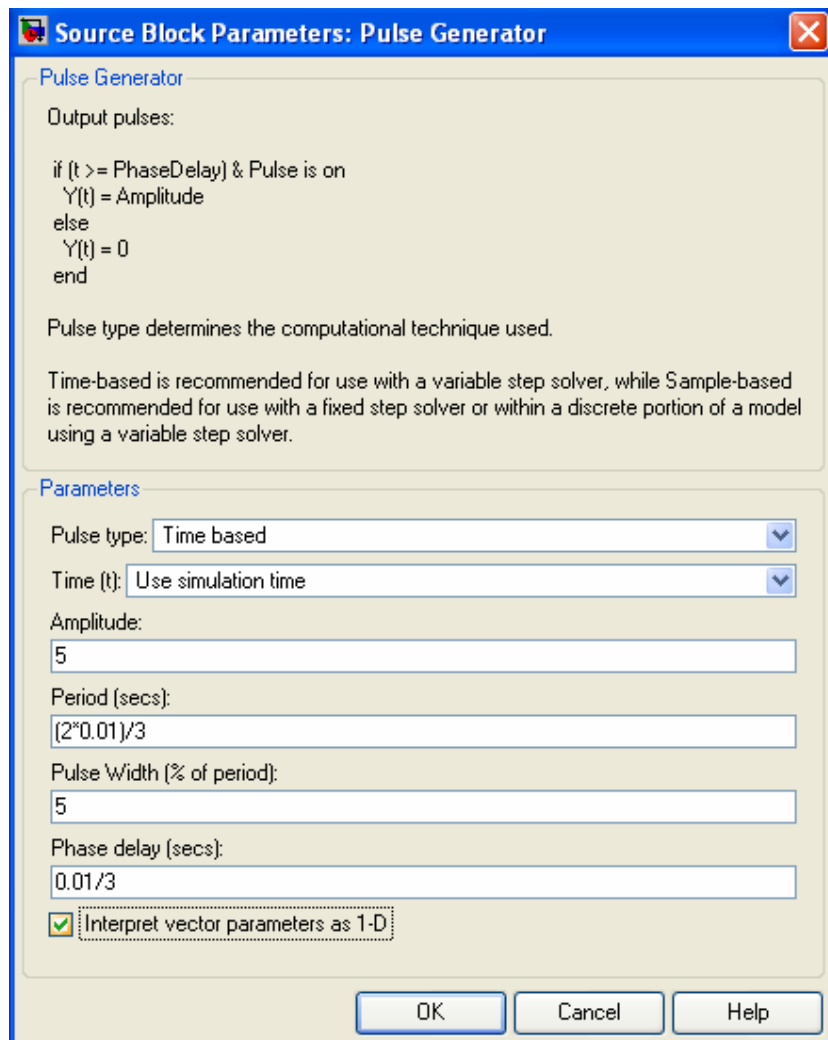 Source Block Parameters: Pulse Generator
Pulse Generator
Output pulses:
if (t >= PhaseDelay) & Pulse is on
Y(t) = Amplitude
else
Y(t) = 0
end
Pulse type determines the computational technique used.
Time-based is recommended for use with a variable step solver, while Sample-based
is recommended for use with a fixed step solver or within a discrete portion of a model
using a variable step solver.
Parameters
Pulse type: Time based
Time (t): Use simulation time
Amplitude:
5
Period (secs):
(2*0.01)/3
Pulse Width (% of period):
5
Phase delay (secs):
0.01/3
Interpret vector parameters as 1-D
OK Cancel Help